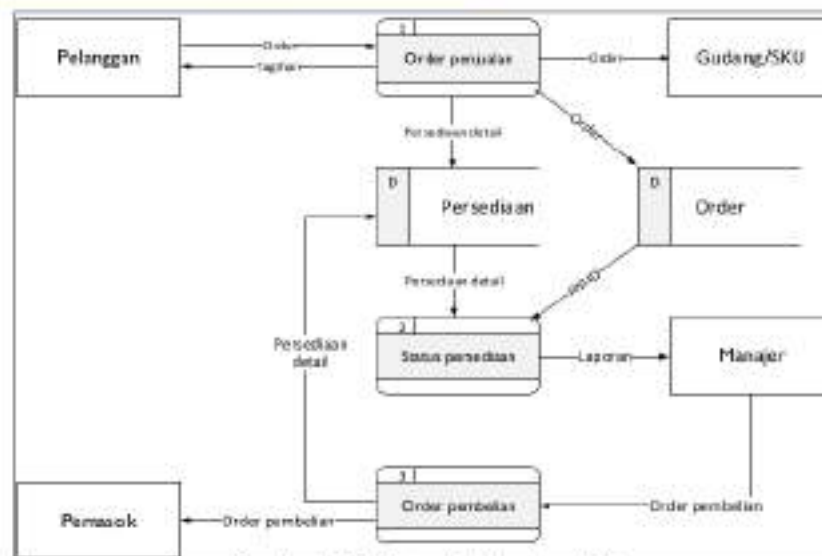 Pelanggan
Order
Tagihan
1
Order penjualan
Order
Gudang/SKU
Persediaan detail
Order
D
Persediaan
D
Order
Persediaan detail
Order
Persediaan
detail
2
Status persediaan
Laporan
Manajer
3
Order pembelian
Order pembelian
Pemasok
Order pembelian